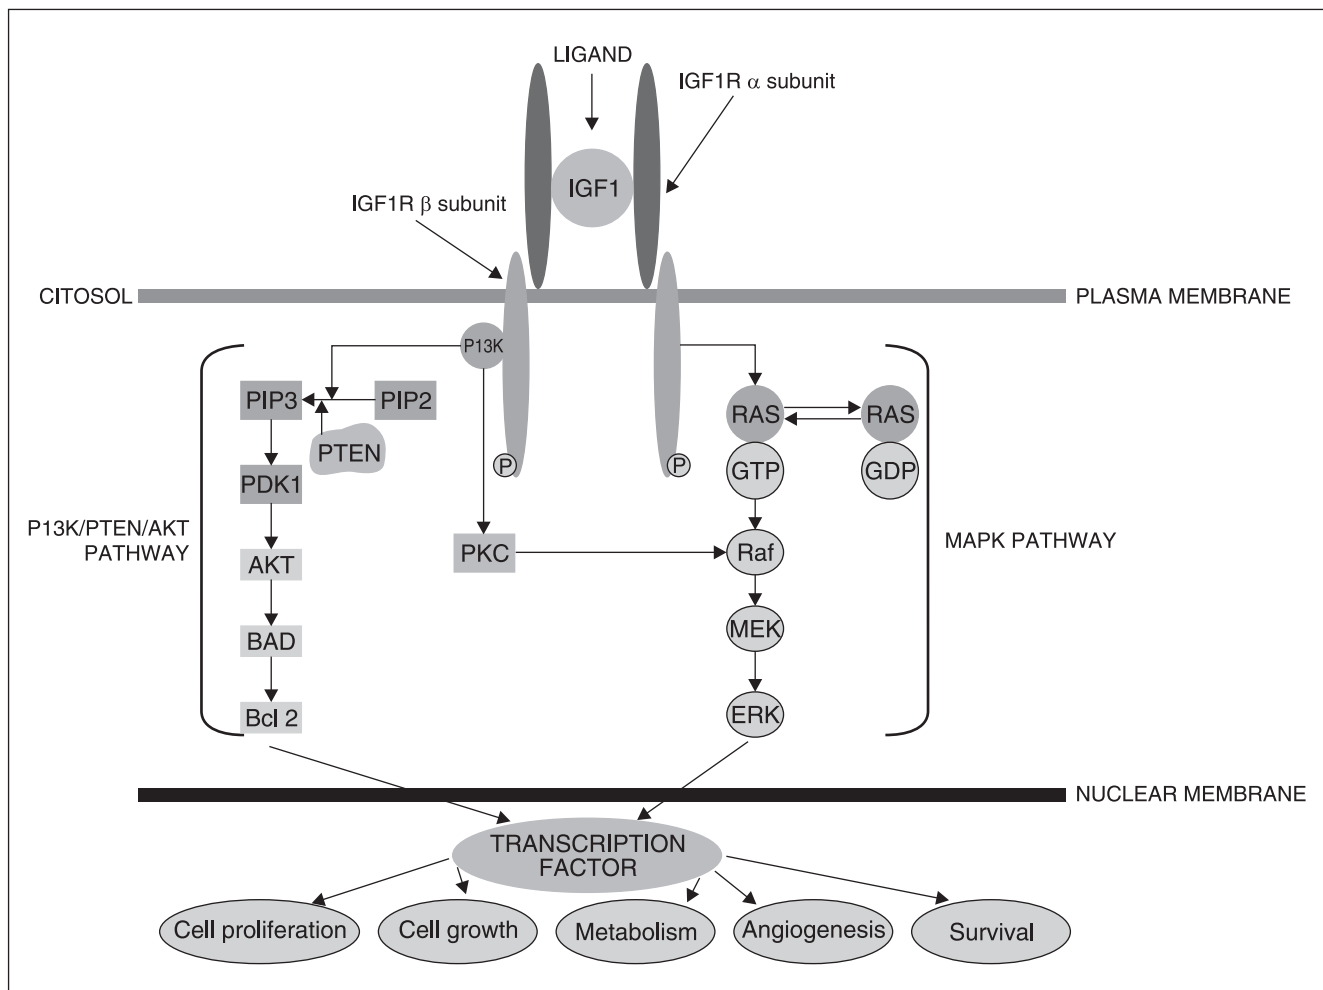 LIGAND
IGF1R α subunit
IGF1
IGF1R β subunit
CITOSOL
PLASMA MEMBRANE
P13K
PIP3
PIP2
RAS
RAS
PTEN
GTP
GDP
P
P
PDK1
P13K/PTEN/AKT
PATHWAY
MAPK PATHWAY
PKC
Raf
AKT
MEK
BAD
Bcl 2
ERK
NUCLEAR MEMBRANE
TRANSCRIPTION
FACTOR
Cell proliferation
Cell growth
Metabolism
Angiogenesis
Survival